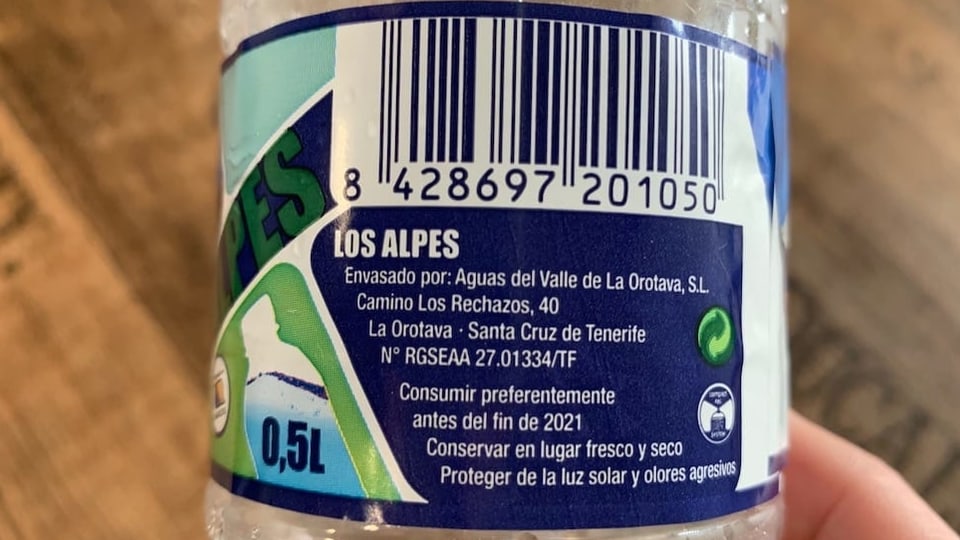 8 428697 201050
PES
LOS ALPES
Envasado por: Aguas del Valle de La Orotava, S.L.
Camino Los Rechazos, 40
La Orotava · Santa Cruz de Tenerife
N° RGSEAA 27.01334/TF
Consumir preferentemente
antes del fin de 2021
Conservar en lugar fresco y seco
Proteger de la luz solar y olores agresivos
0,5L